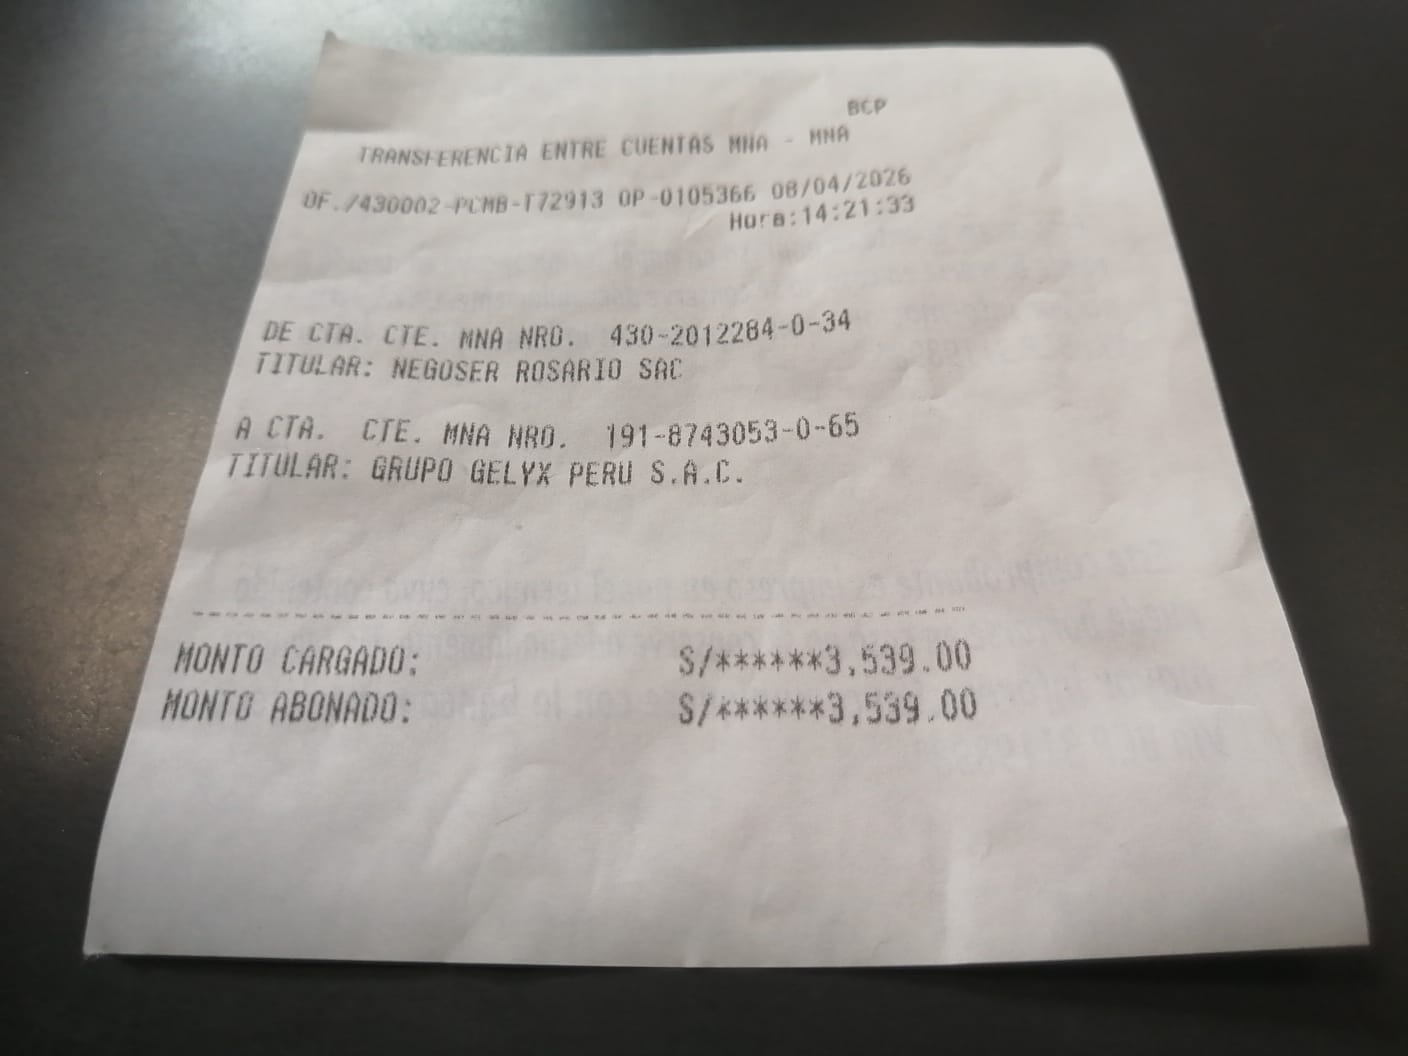 BCP
TRANSFERENCIA ENTRE CUENTAS MNA - MNA
OF./430002-PCMB-T72913 OP-0105366 08/04/2026
Hora:14:21:33
DE CTA. CTE. MNA NRO. 430-2012284-0-34
TITULAR: NEGOSER ROSARIO SAC
A CTA. CTE. MNA NRO. 191-8743053-0-65
TITULAR: GRUPO GELYX PERU S.A.C.
MONTO CARGADO: S/******3,539.00
MONTO ABONADO: S/******3,539.00